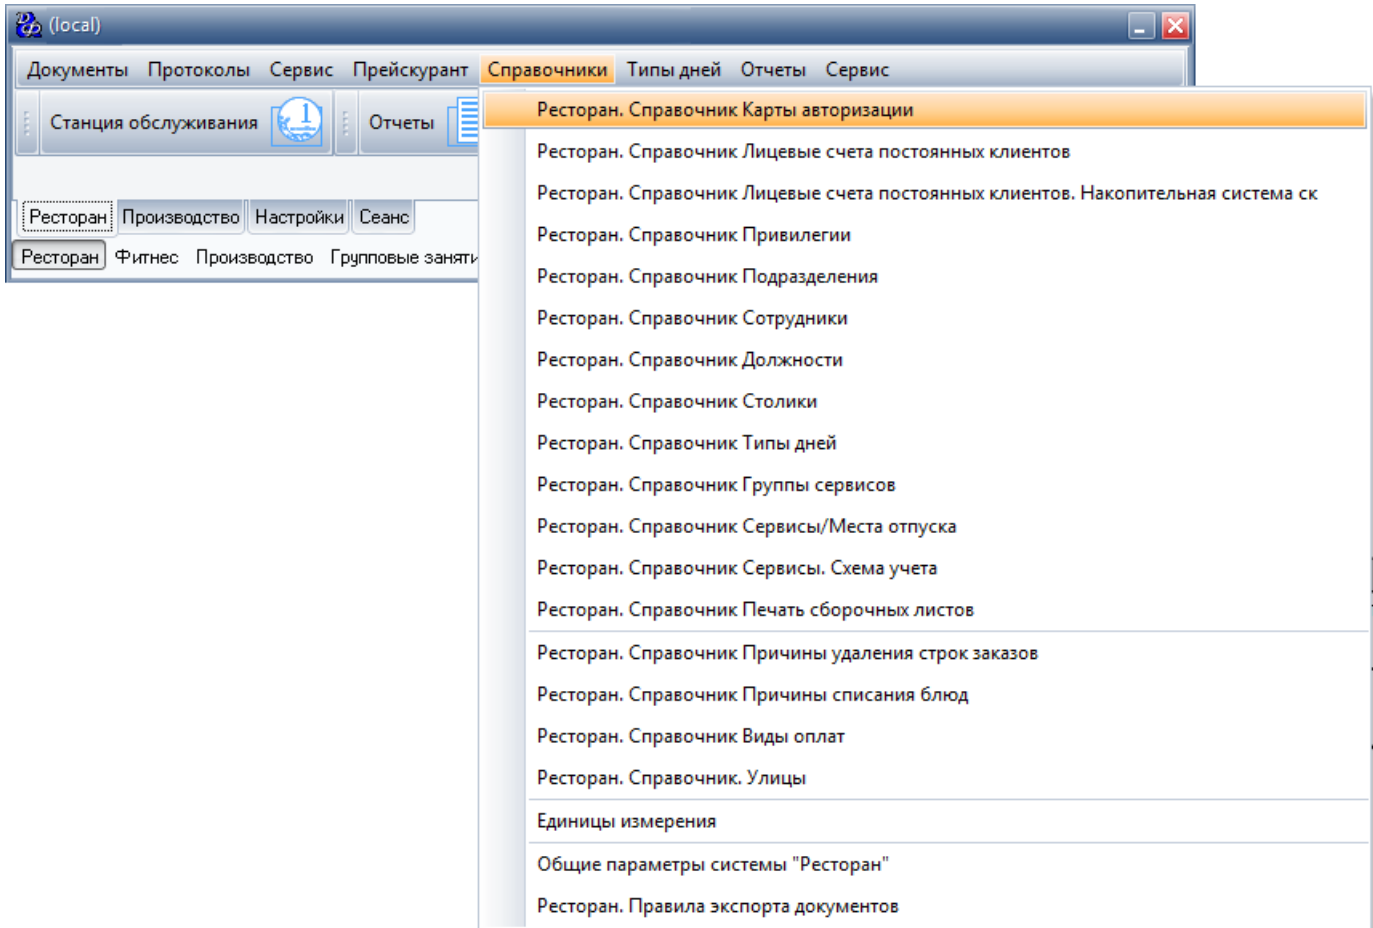 (local)
Документы Протоколы Сервис Прейскурант Справочники Типы дней Отчеты Сервис
Станция обслуживания 1 Отчеты
Ресторан Производство Настройки Сеанс
Ресторан Фитнес Производство Групповые заняти
Ресторан. Справочник Карты авторизации
Ресторан. Справочник Лицевые счета постоянных клиентов
Ресторан. Справочник Лицевые счета постоянных клиентов. Накопительная система ск
Ресторан. Справочник Привилегии
Ресторан. Справочник Подразделения
Ресторан. Справочник Сотрудники
Ресторан. Справочник Должности
Ресторан. Справочник Столики
Ресторан. Справочник Типы дней
Ресторан. Справочник Группы сервисов
Ресторан. Справочник Сервисы/Места отпуска
Ресторан. Справочник Сервисы. Схема учета
Ресторан. Справочник Печать сборочных листов
Ресторан. Справочник Причины удаления строк заказов
Ресторан. Справочник Причины списания блюд
Ресторан. Справочник Виды оплат
Ресторан. Справочник. Улицы
Единицы измерения
Общие параметры системы "Ресторан"
Ресторан. Правила экспорта документов